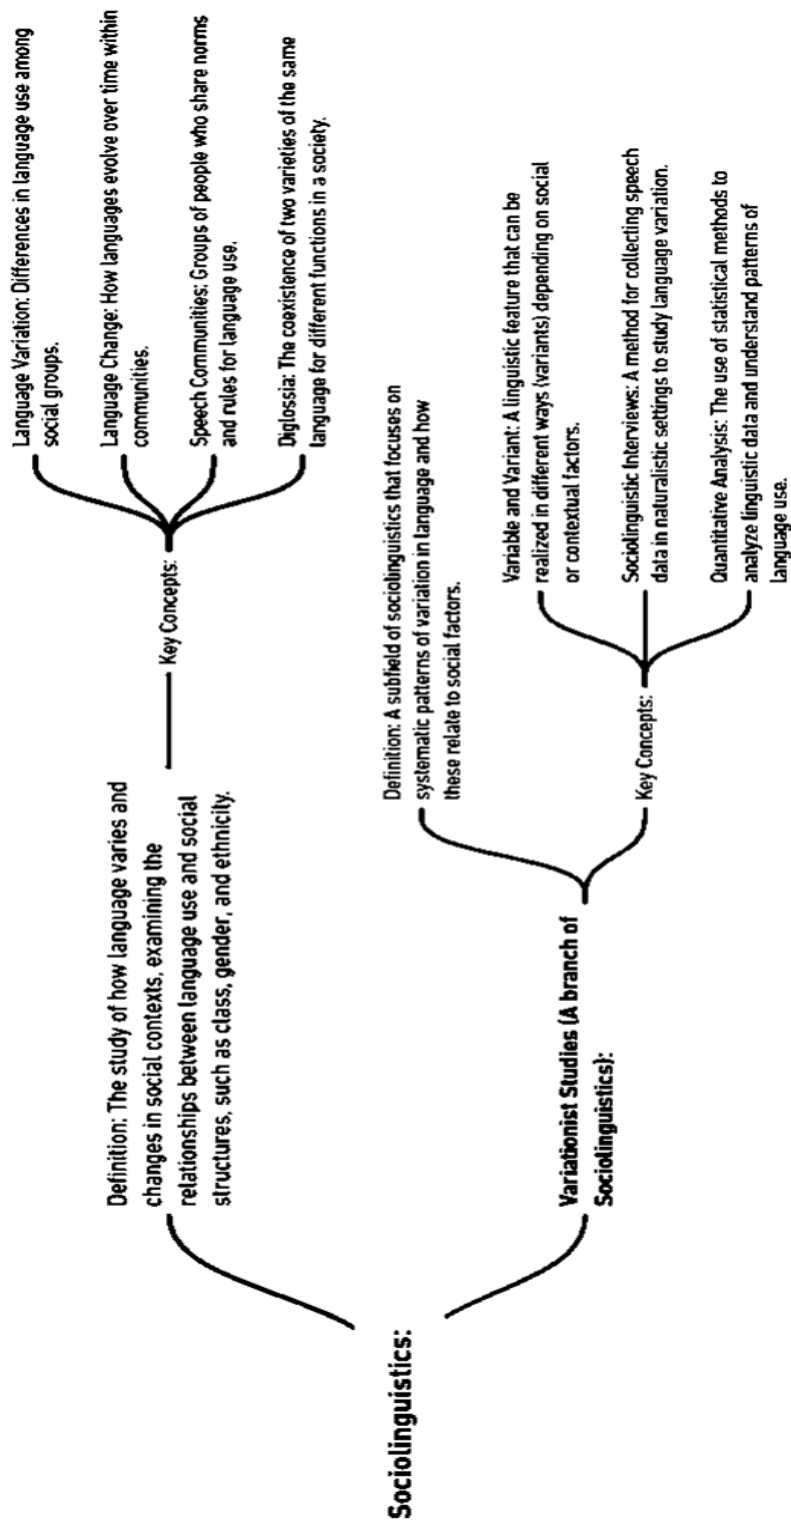 Sociolinguistics:
Definition: The study of how language varies and
changes in social contexts, examining the
relationships between language use and social
structures, such as class, gender, and ethnicity.
Key Concepts:
Language Variation: Differences in language use among
social groups.
Language Change: How languages evolve over time within
communities.
Speech Communities: Groups of people who share norms
and rules for language use.
Diglossia: The coexistence of two varieties of the same
language for different functions in a society.
Variationist Studies (A branch of
Sociolinguistics):
Definition: A subfield of sociolinguistics that focuses on
systematic patterns of variation in language and how
these relate to social factors.
Key Concepts:
Variable and Variant: A linguistic feature that can be
realized in different ways (variants) depending on social
or contextual factors.
Sociolinguistic Interviews: A method for collecting speech
data in naturalistic settings to study language variation.
Quantitative Analysis: The use of statistical methods to
analyze linguistic data and understand patterns of
language use.